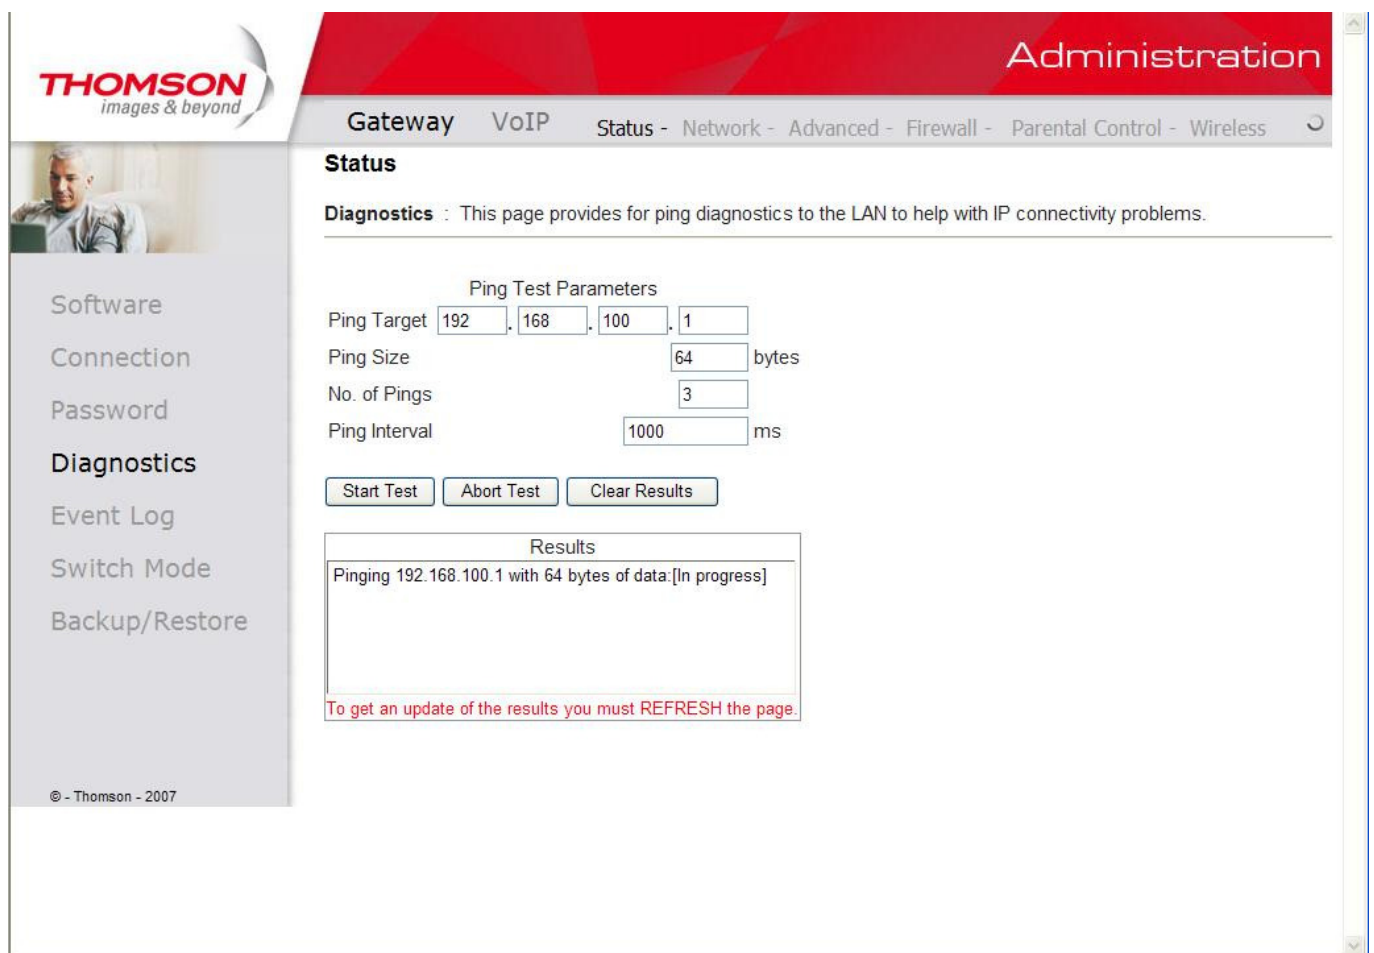 THOMSON
images & beyond
Administration
Gateway VoIP Status - Network - Advanced - Firewall - Parental Control - Wireless
Status
Diagnostics : This page provides for ping diagnostics to the LAN to help with IP connectivity problems.
Software
Connection
Password
Diagnostics
Event Log
Switch Mode
Backup/Restore
© - Thomson - 2007
Ping Test Parameters
Ping Target 192 . 168 . 100 . 1
Ping Size 64 bytes
No. of Pings 3
Ping Interval 1000 ms
Start Test Abort Test Clear Results
Results
Pinging 192.168.100.1 with 64 bytes of data:[In progress]
To get an update of the results you must REFRESH the page.